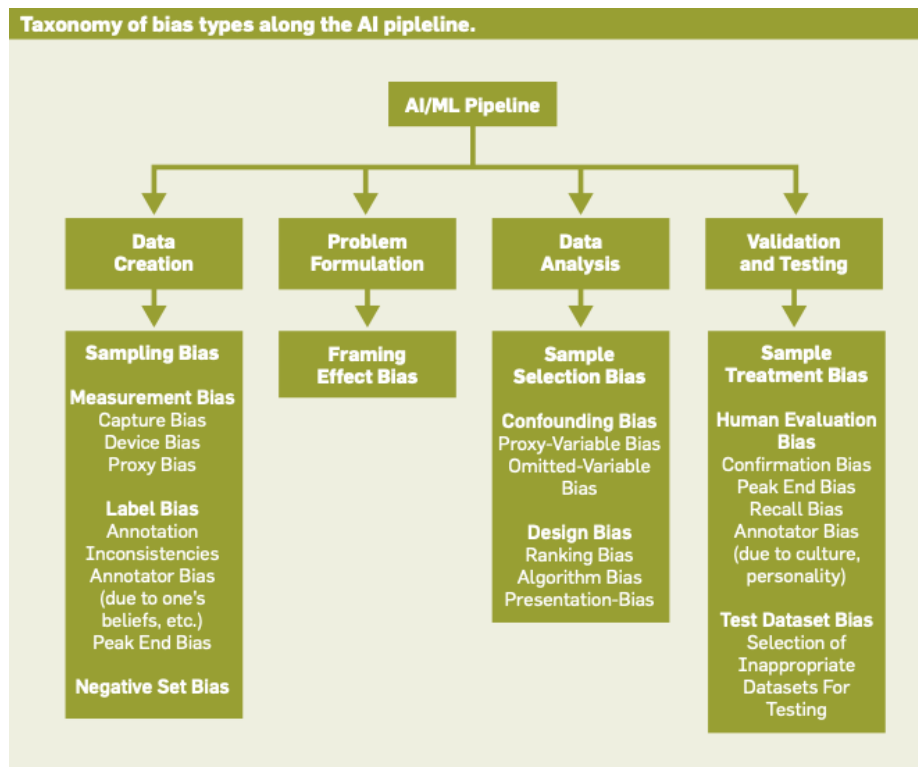 Taxonomy of bias types along the AI pipleline.
AI/ML Pipeline
Data
Creation
Problem
Formulation
Data
Analysis
Validation
and Testing
Sampling Bias
Measurement Bias
Capture Bias
Device Bias
Proxy Bias
Label Bias
Annotation
Inconsistencies
Annotator Bias
(due to one's
beliefs, etc.)
Peak End Bias
Negative Set Bias
Framing
Effect Bias
Sample
Selection Bias
Confounding Bias
Proxy-Variable Bias
Omitted-Variable
Bias
Design Bias
Ranking Bias
Algorithm Bias
Presentation-Bias
Sample
Treatment Bias
Human Evaluation
Bias
Confirmation Bias
Peak End Bias
Recall Bias
Annotator Bias
(due to culture,
personality)
Test Dataset Bias
Selection of
Inappropriate
Datasets For
Testing